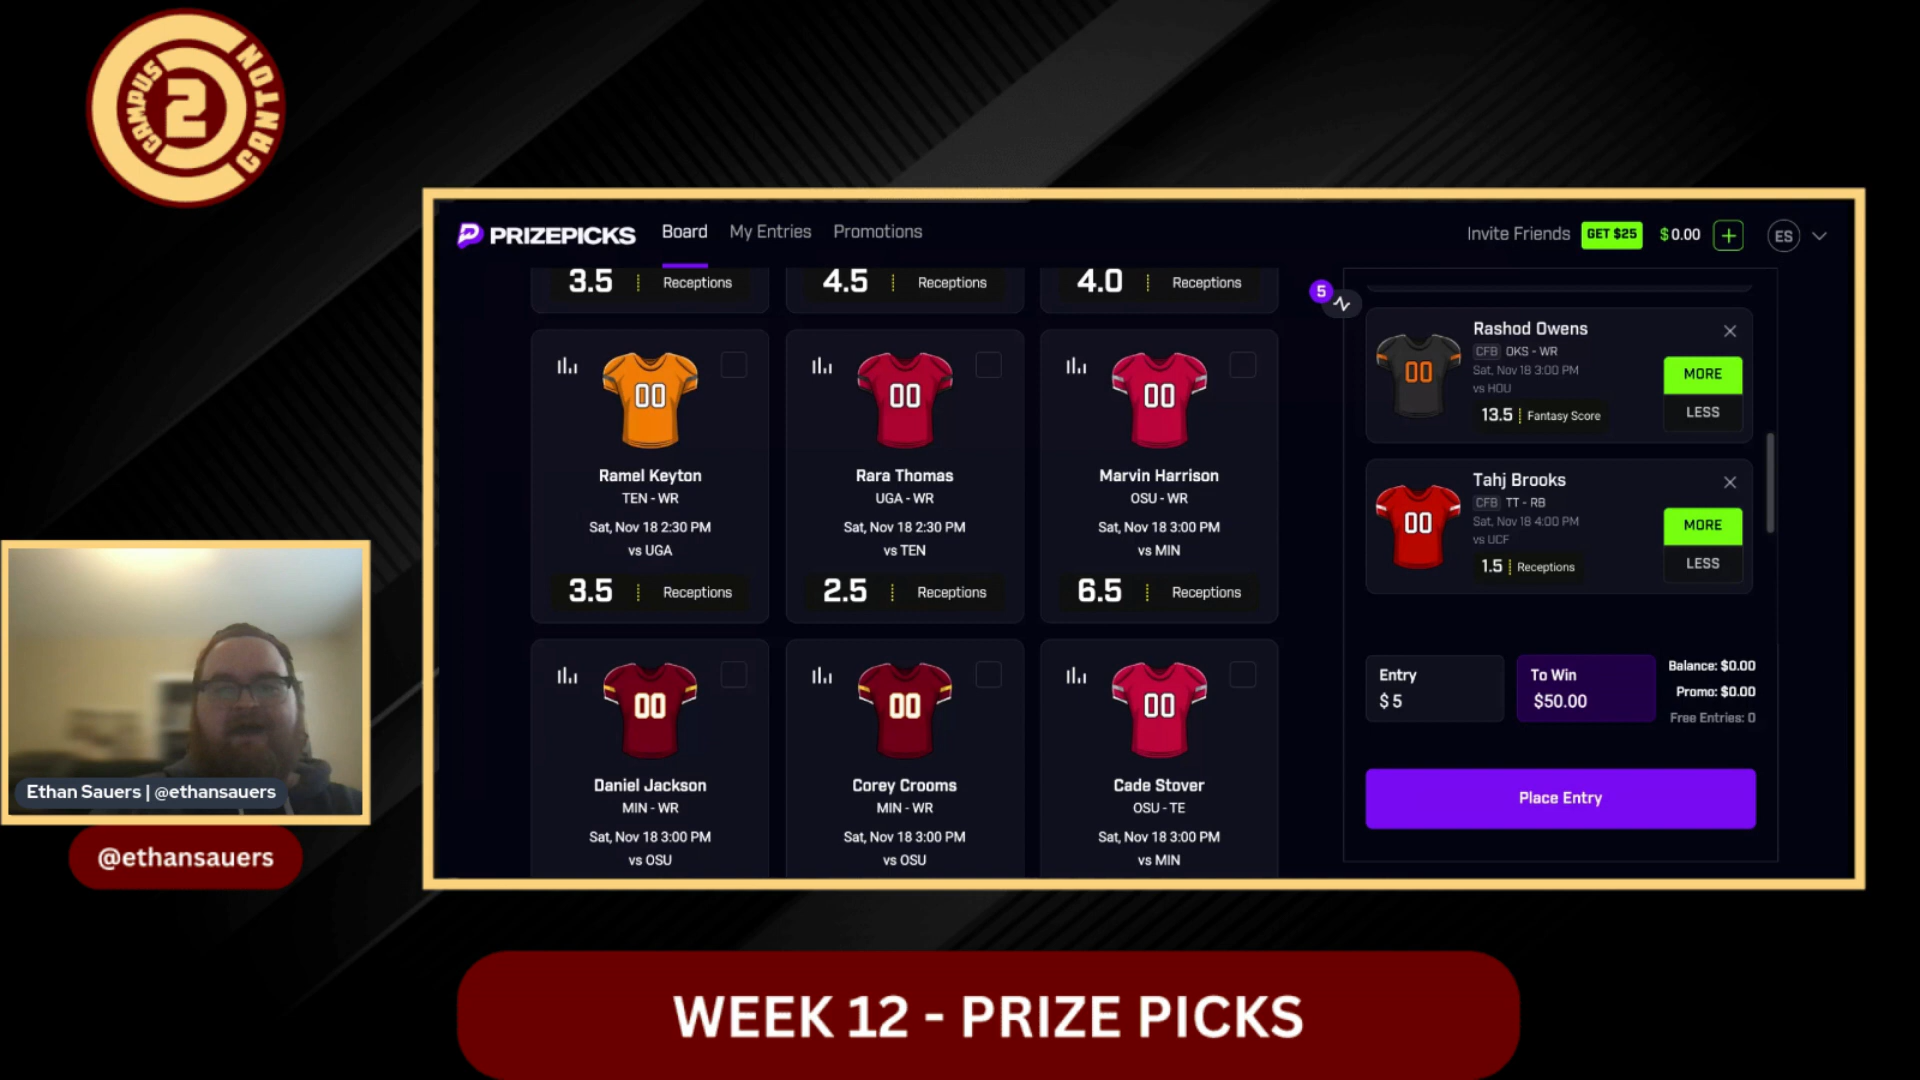 CAMPUS
2
CANTON
PRIZEPICKS
Board
My Entries
Promotions
Invite Friends
GET $25
$0.00
ES
3.5 Receptions
4.5 Receptions
4.0 Receptions
00
Ramel Keyton
TEN - WR
Sat, Nov 18 2:30 PM
vs UGA
3.5 Receptions
00
Rara Thomas
UGA - WR
Sat, Nov 18 2:30 PM
vs TEN
2.5 Receptions
00
Marvin Harrison
OSU - WR
Sat, Nov 18 3:00 PM
vs MIN
6.5 Receptions
00
Daniel Jackson
MIN - WR
Sat, Nov 18 3:00 PM
vs OSU
00
Corey Crooms
MIN - WR
Sat, Nov 18 3:00 PM
vs OSU
00
Cade Stover
OSU - TE
Sat, Nov 18 3:00 PM
vs MIN
5
00
Rashod Owens
CFB OKS - WR
Sat, Nov 18 3:00 PM
vs HOU
13.5 Fantasy Score
MORE
LESS
00
Tahj Brooks
CFB TT - RB
Sat, Nov 18 4:00 PM
vs UCF
1.5 Receptions
MORE
LESS
Entry
$ 5
To Win
$50.00
Balance: $0.00
Promo: $0.00
Free Entries: 0
Place Entry
Ethan Sauers | @ethansauers
@ethansauers
WEEK 12 - PRIZE PICKS